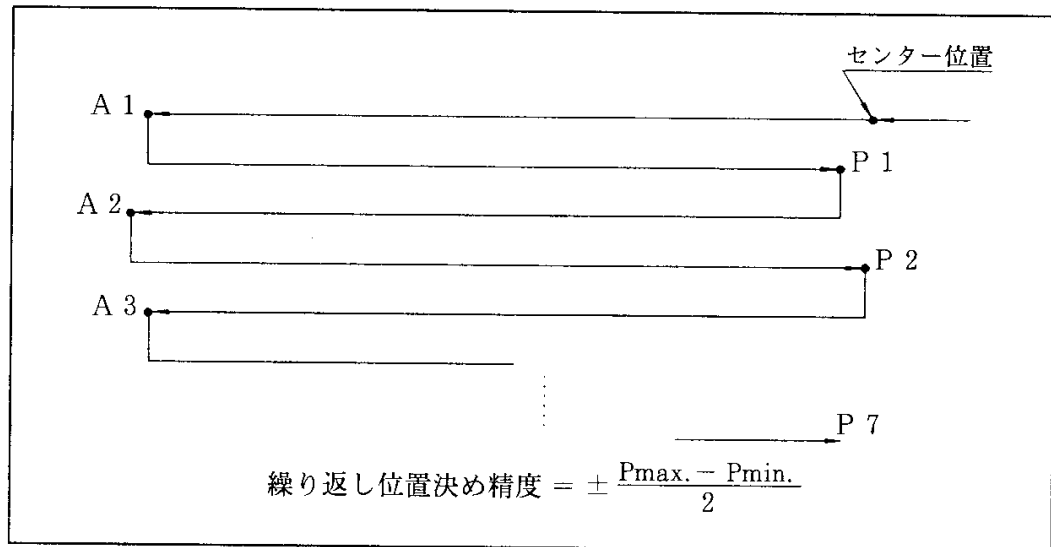 センター位置
A 1
P 1
A 2
P 2
A 3
P 7
繰り返し位置決め精度 = ± (Pmax. − Pmin.) / 2